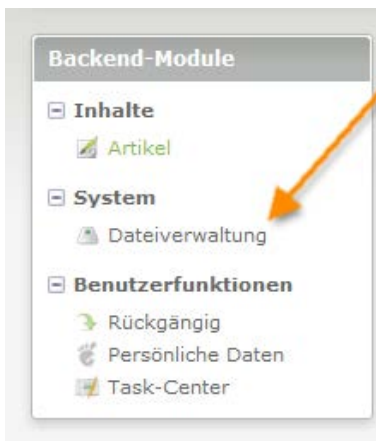 Backend-Module
Inhalte
Artikel
System
Dateiverwaltung
Benutzerfunktionen
Rückgängig
Persönliche Daten
Task-Center